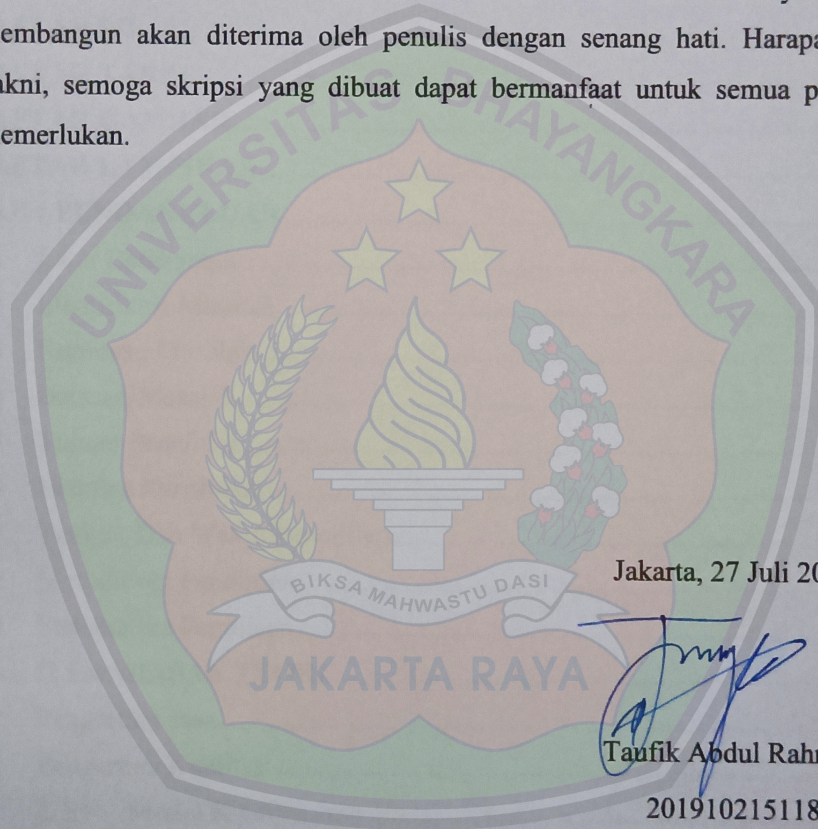 embangun akan diterima oleh penulis dengan senang hati. Harapa
akni, semoga skripsi yang dibuat dapat bermanfaat untuk semua p
emerlukan.
UNIVERSITAS BHAYANGKARA
BIKSA MAHWASTU DASI
JAKARTA RAYA
Jakarta, 27 Juli 20
Taufik Abdul Rah
201910215118